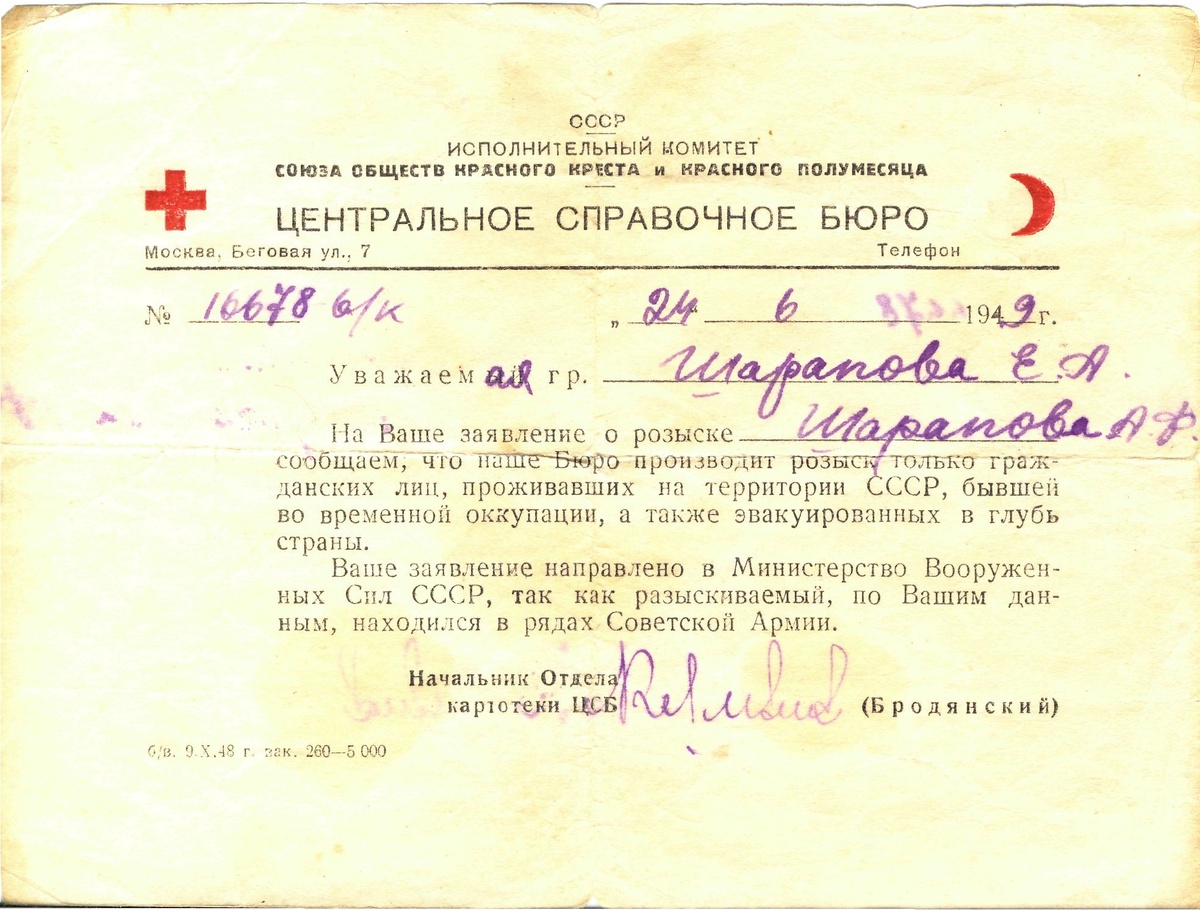 СССР
ИСПОЛНИТЕЛЬНЫЙ КОМИТЕТ
СОЮЗА ОБЩЕСТВ КРАСНОГО КРЕСТА и КРАСНОГО ПОЛУМЕСЯЦА
ЦЕНТРАЛЬНОЕ СПРАВОЧНОЕ БЮРО
Москва, Беговая ул., 7 Телефон
№ 16678 б/к „ 24 “ 6 1949 г.
Уважаемая гр. Шарапова Е. А.
На Ваше заявление о розыске Шарапова А Ф.
сообщаем, что наше Бюро производит розыск только граж-
данских лиц, проживавших на территории СССР, бывшей
во временной оккупации, а также эвакуированных в глубь
страны.
Ваше заявление направлено в Министерство Вооружен-
ных Сил СССР, так как разыскиваемый, по Вашим дан-
ным, находился в рядах Советской Армии.
Начальник Отдела
картотеки ЦСБ (Бродянский)
б/в. 9.X.48 г. зак. 260—5 000